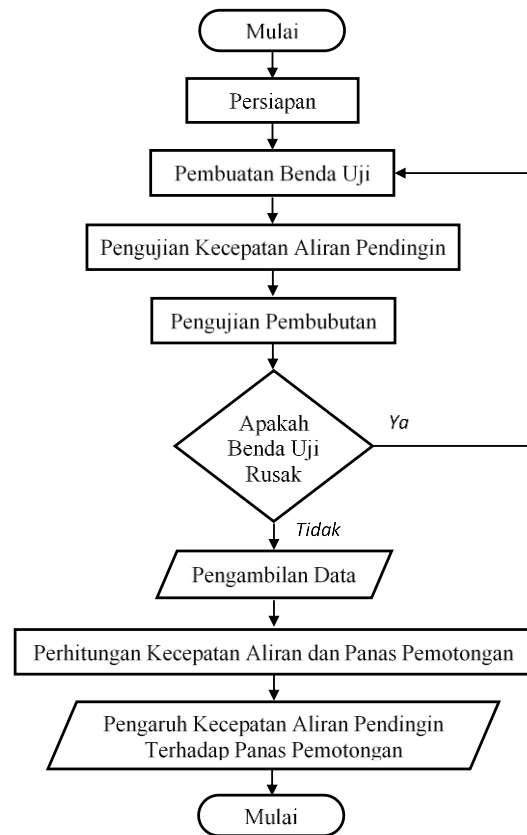 Mulai
Persiapan
Pembuatan Benda Uji
Pengujian Kecepatan Aliran Pendingin
Pengujian Pembubutan
Apakah
Benda Uji
Rusak
Ya
Tidak
Pengambilan Data
Perhitungan Kecepatan Aliran dan Panas Pemotongan
Pengaruh Kecepatan Aliran Pendingin
Terhadap Panas Pemotongan
Mulai